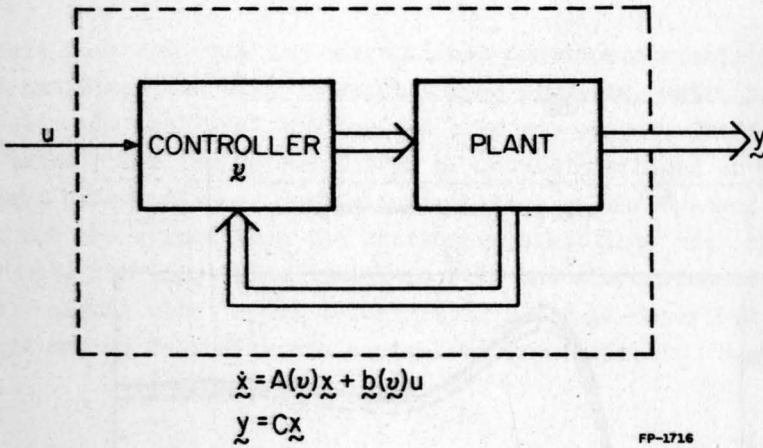 u
CONTROLLER
ṵ
PLANT
y̰
ẋ̰ = A(ṵ)x̰ + b̰(ṵ)u
y̰ = Cx̰
FP-1716